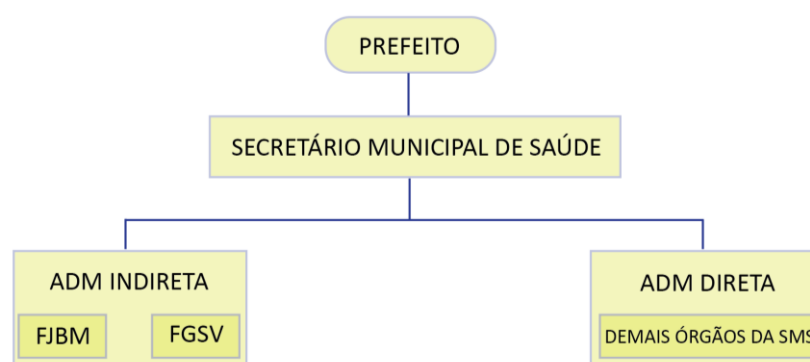 PREFEITO
SECRETÁRIO MUNICIPAL DE SAÚDE
ADM INDIRETA
FJBM
FGSV
ADM DIRETA
DEMAIS ÓRGÃOS DA SMS